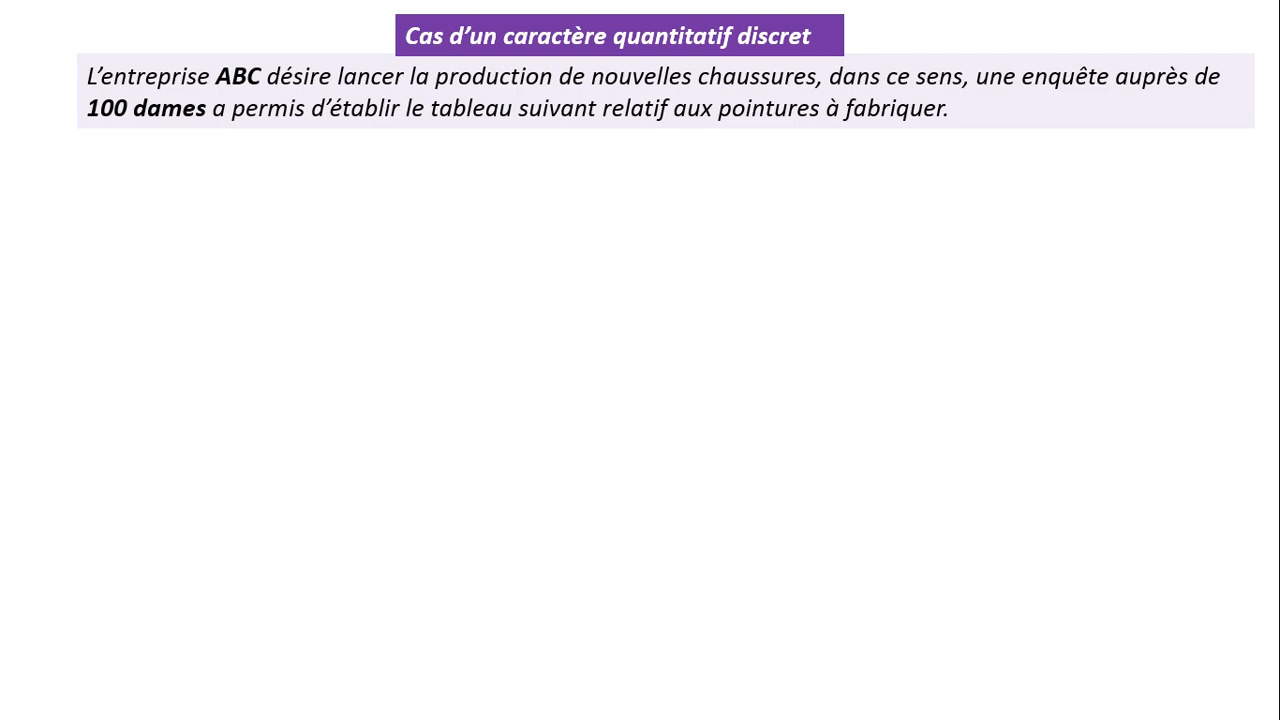 Cas d’un caractère quantitatif discret
L’entreprise ABC désire lancer la production de nouvelles chaussures, dans ce sens, une enquête auprès de
100 dames a permis d’établir le tableau suivant relatif aux pointures à fabriquer.